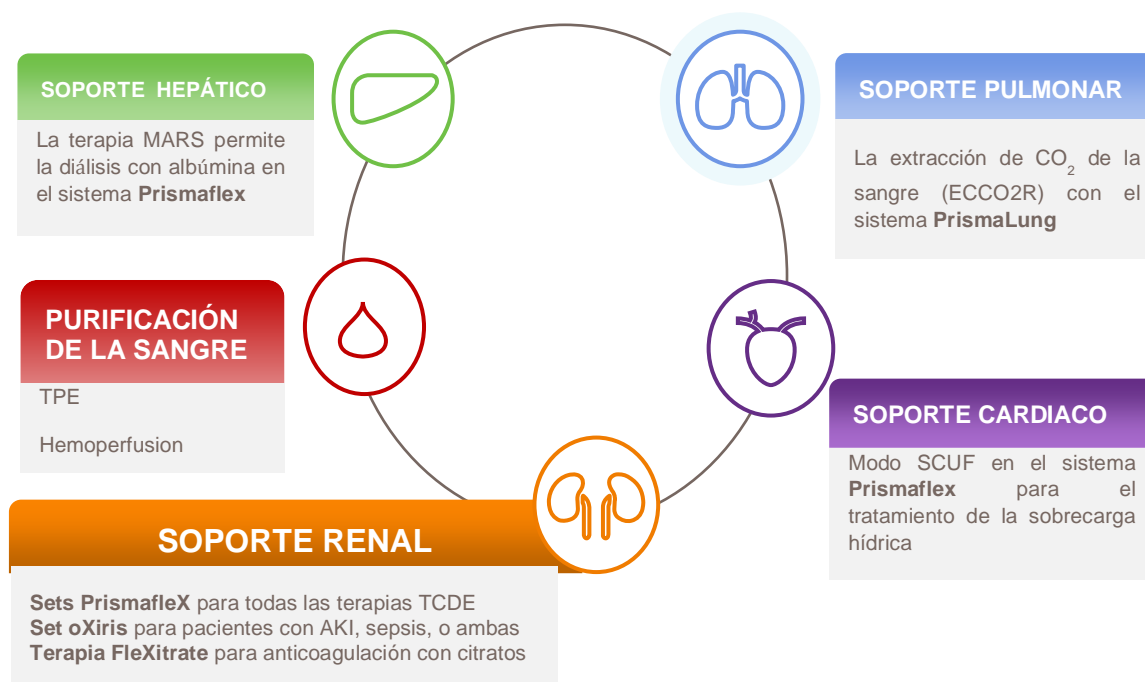 SOPORTE HEPÁTICO
La terapia MARS permite
la diálisis con albúmina en
el sistema Prismaflex
SOPORTE PULMONAR
La extracción de CO2 de la
sangre (ECCO2R) con el
sistema PrismaLung
PURIFICACIÓN
DE LA SANGRE
TPE
Hemoperfusion
SOPORTE CARDIACO
Modo SCUF en el sistema
Prismaflex para el
tratamiento de la sobrecarga
hídrica
SOPORTE RENAL
Sets PrismafleX para todas las terapias TCDE
Set oXiris para pacientes con AKI, sepsis, o ambas
Terapia FleXitrate para anticoagulación con citratos